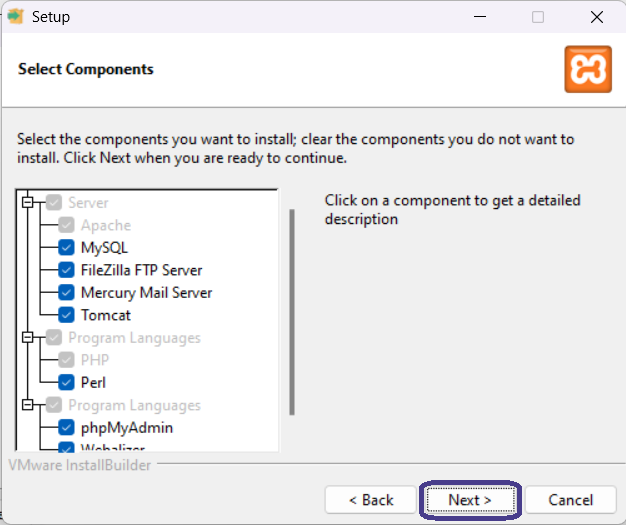 Setup
Select Components
Select the components you want to install; clear the components you do not want to
install. Click Next when you are ready to continue.
Server
Apache
MySQL
FileZilla FTP Server
Mercury Mail Server
Tomcat
Program Languages
PHP
Perl
Program Languages
phpMyAdmin
Webalizer
Click on a component to get a detailed
description
VMware InstallBuilder
< Back
Next >
Cancel